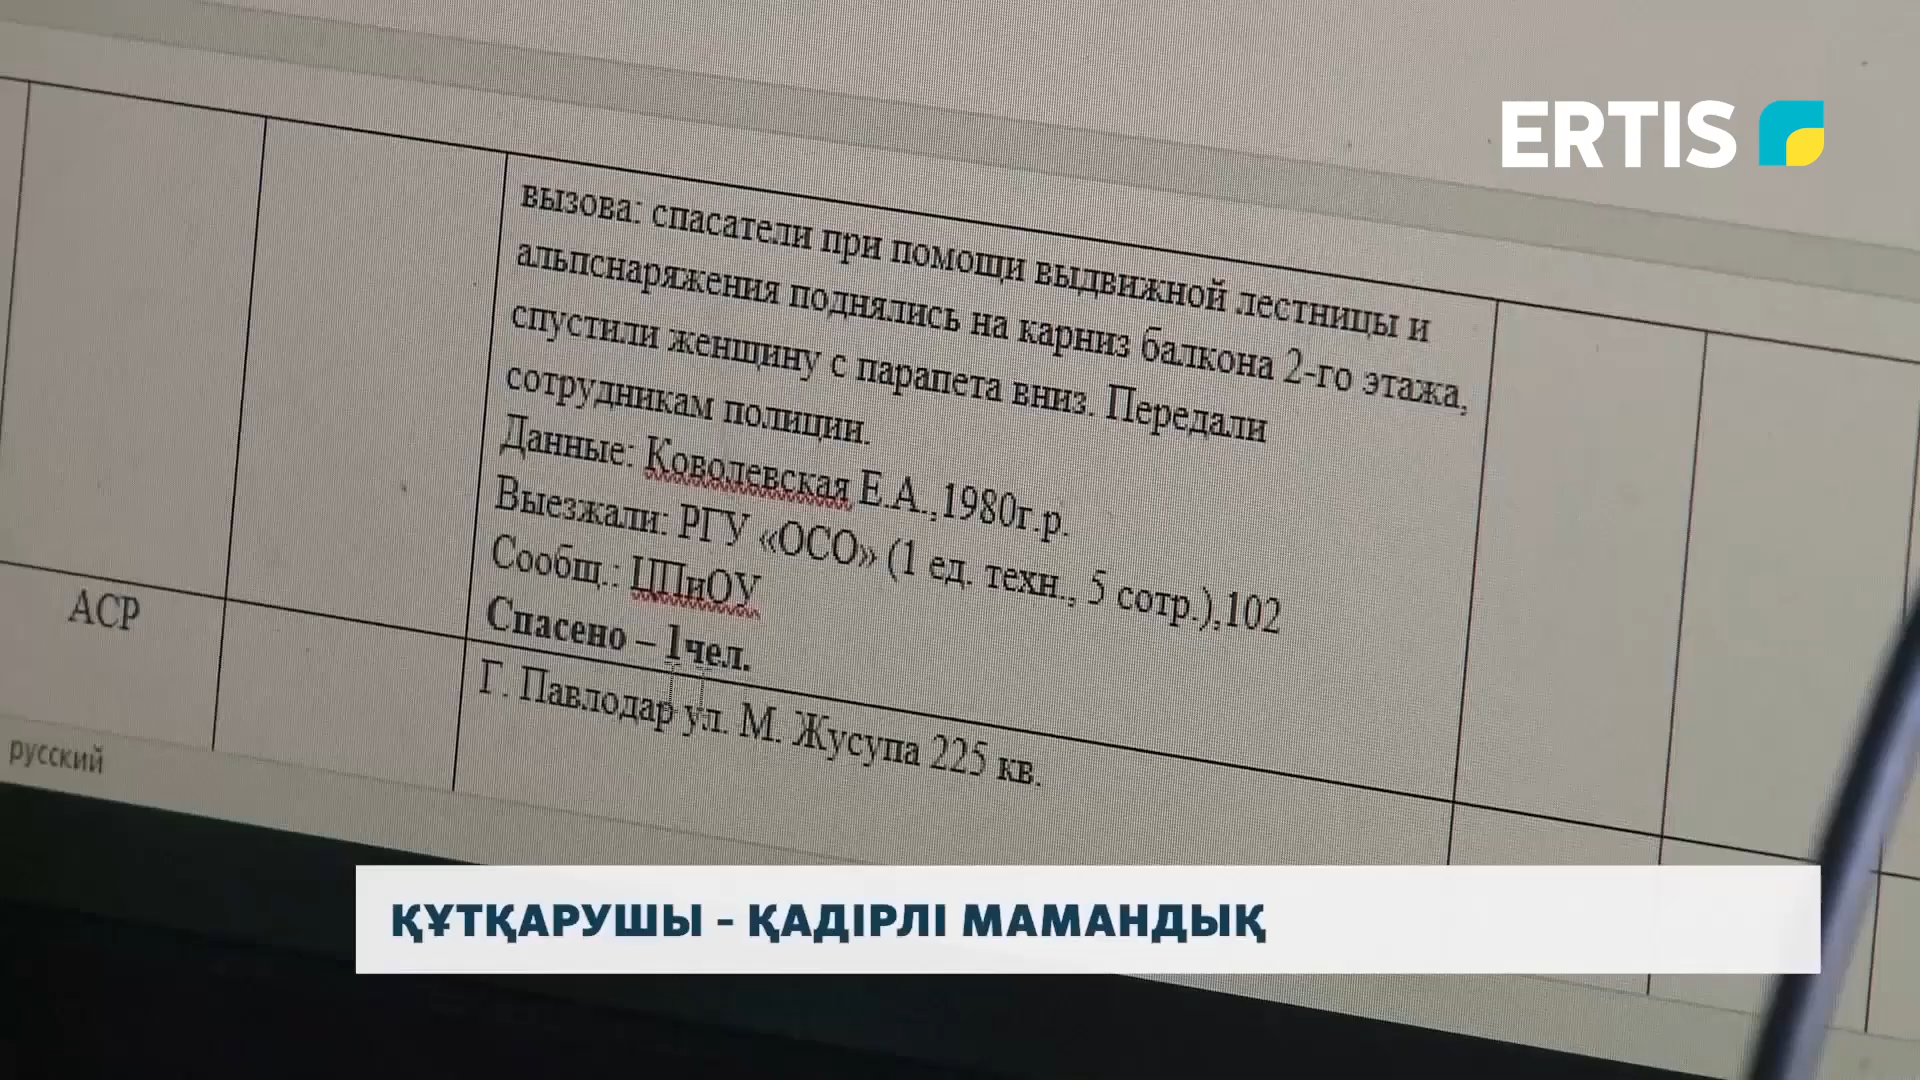 ERTIS
вызова: спасатели при помощи выдвижной лестницы и
альпснаряжения поднялись на карниз балкона 2-го этажа,
спустили женщину с парапета вниз. Передали
сотрудникам полиции.
Данные: Коволевская Е.А.,1980г.р.
Выезжали: РГУ «ОСО» (1 ед. техн., 5 сотр.),102
Сообщ.: ЦПиОУ
Спасено – 1чел.
АСР
Г. Павлодар ул. М. Жусупа 225 кв.
русский
ҚҰТҚАРУШЫ - ҚАДІРЛІ МАМАНДЫҚ